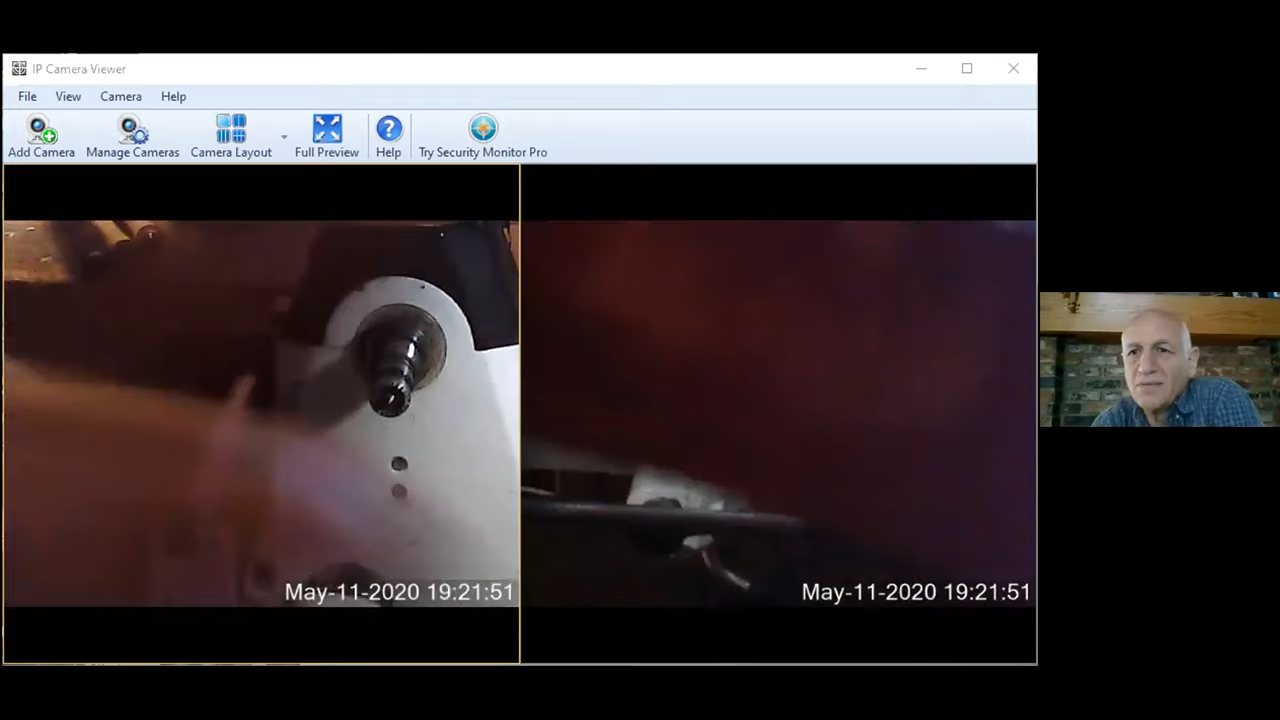 IP Camera Viewer
File View Camera Help
Add Camera Manage Cameras Camera Layout Full Preview Help Try Security Monitor Pro
May-11-2020 19:21:51 May-11-2020 19:21:51